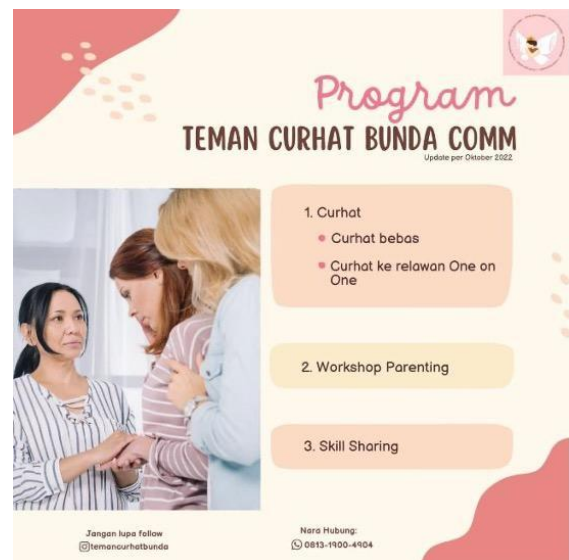 Program
TEMAN CURHAT BUNDA COMM
Update per Oktober 2022
1. Curhat
Curhat bebas
Curhat ke relawan One on
One
2. Workshop Parenting
3. Skill Sharing
Jangan lupa follow
@temancurhatbunda
Nara Hubung:
0813-1900-4904